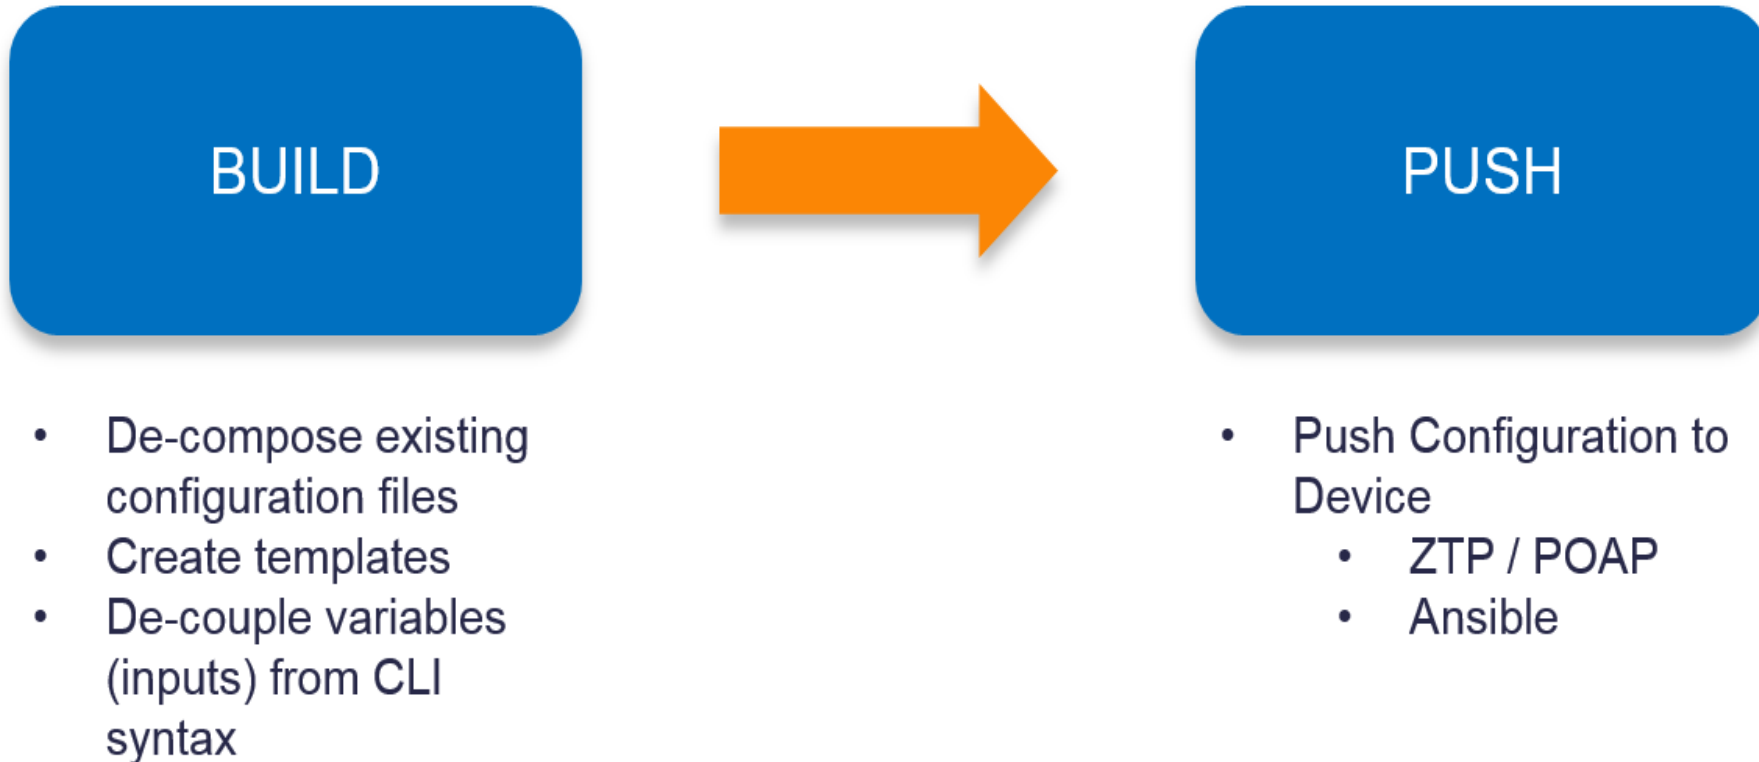 BUILD
PUSH
• De-compose existing
configuration files
• Create templates
• De-couple variables
(inputs) from CLI
syntax
• Push Configuration to
Device
• ZTP / POAP
• Ansible